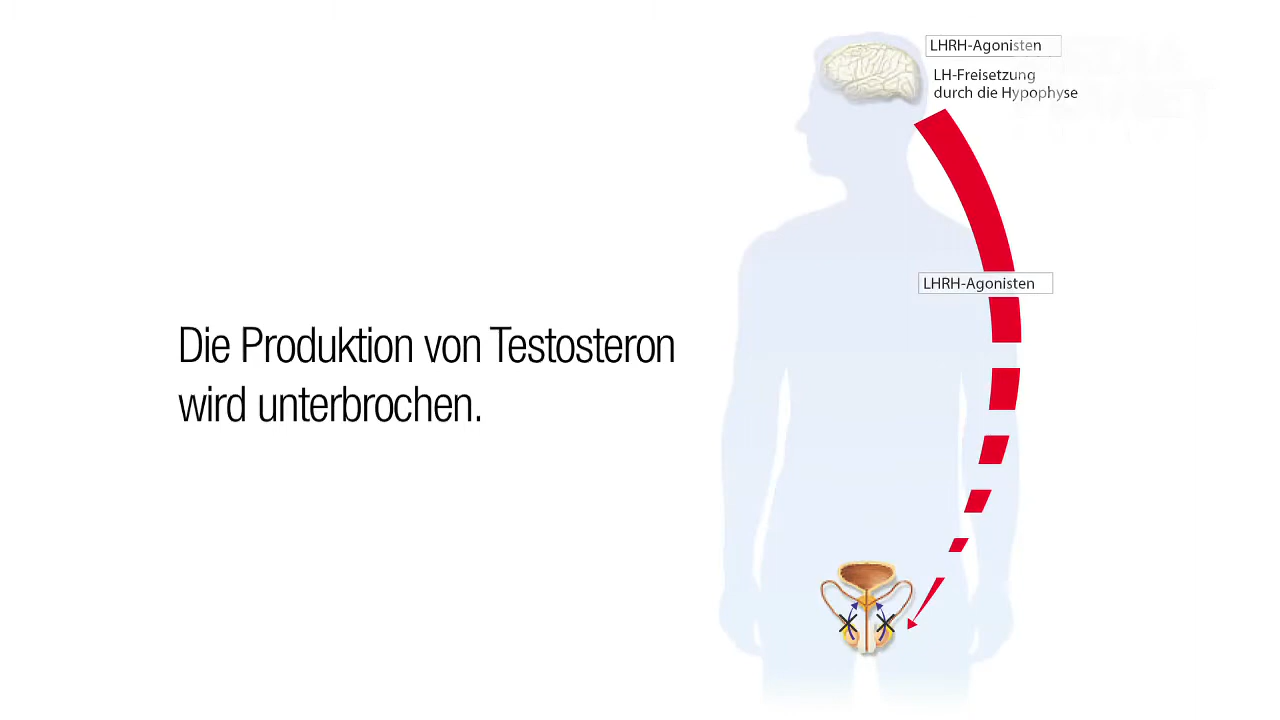 LHRH-Agonisten
LH-Freisetzung
durch die Hypophyse
LHRH-Agonisten
Die Produktion von Testosteron
wird unterbrochen.